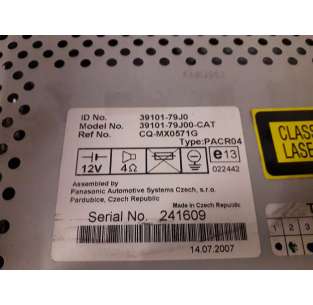 ID No. 39101-79J0
Model No. 39101-79J00-CAT
Ref No. CQ-MX0571G
Type:PACR04
12V 4Ω e13
022442
Assembled by
Panasonic Automotive Systems Czech, s.r.o.
Pardubice, Czech Republic
Made in Czech Republic
Serial No. 241609
14.07.2007
CLASS
LASE
1 2